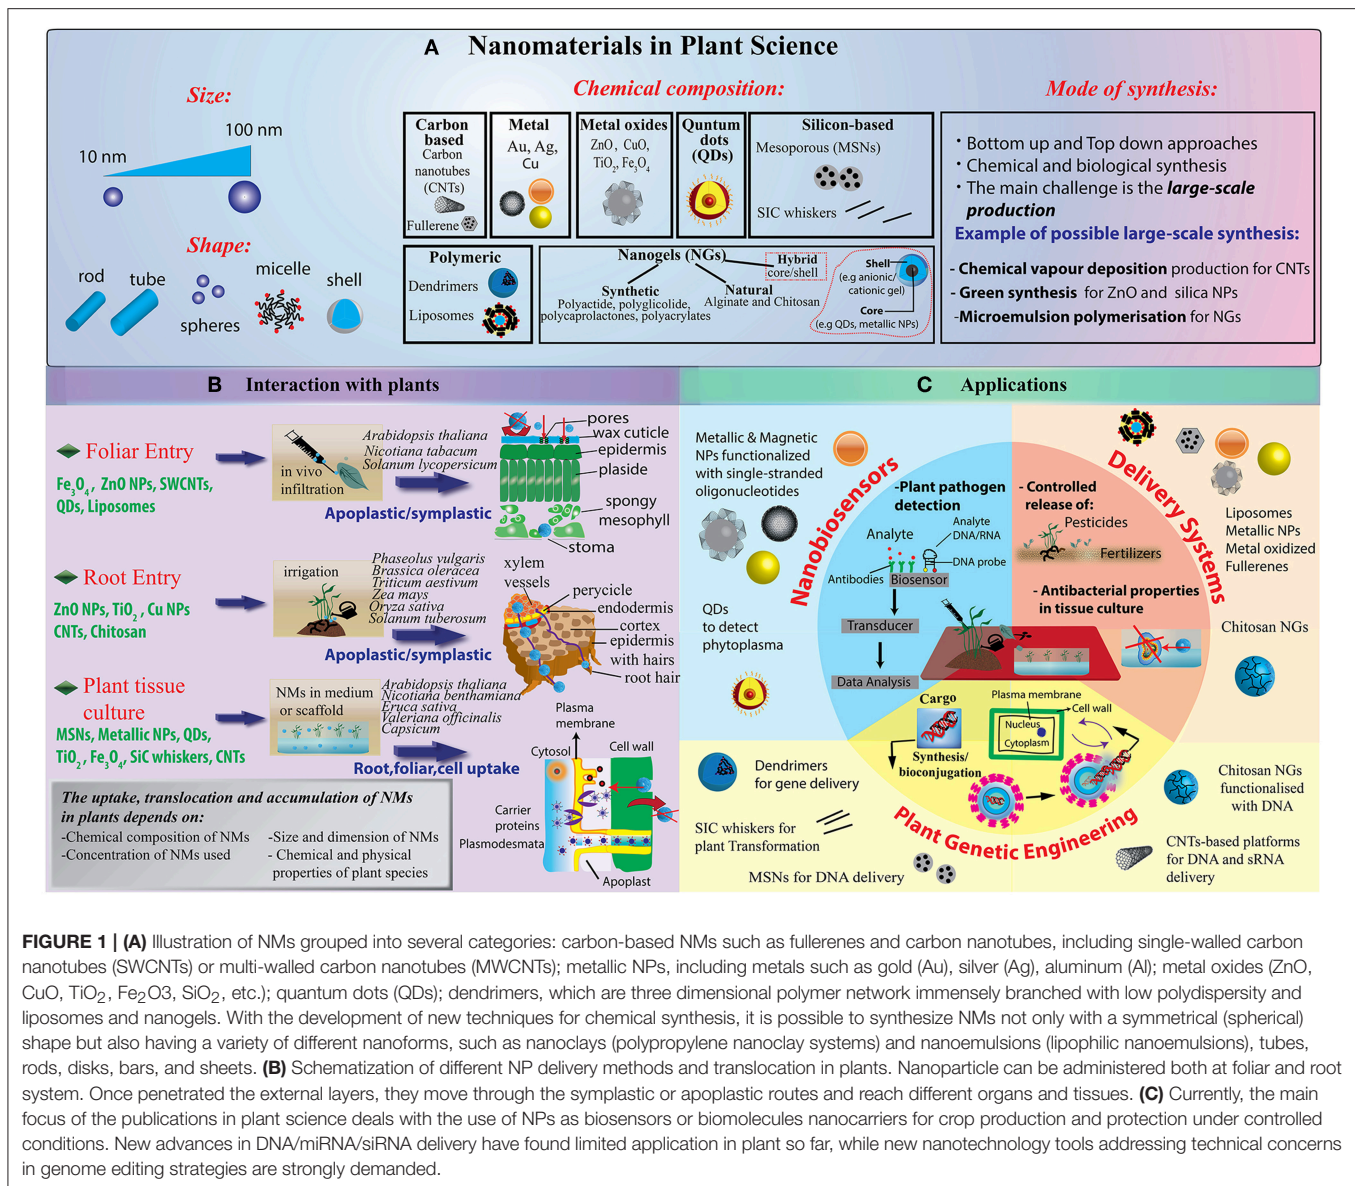 A Nanomaterials in Plant Science
Size:
100 nm
10 nm
Shape:
rod
tube
spheres
micelle
shell
Chemical composition:
Carbon
based
Carbon
nanotubes
(CNTs)
Fullerene
Metal
Au, Ag,
Cu
Metal oxides
ZnO, CuO,
TiO2, Fe3O4
Quntum
dots
(QDs)
Silicon-based
Mesoporous (MSNs)
SIC whiskers
Polymeric
Dendrimers
Liposomes
Nanogels (NGs)
Hybrid
core/shell
Synthetic
Polyactide, polyglicolide,
polycaprolactones, polyacrylates
Natural
Alginate and Chitosan
Shell
(e.g anionic/
cationic gel)
Core
(e.g QDs, metallic NPs)
Mode of synthesis:
· Bottom up and Top down approaches
· Chemical and biological synthesis
· The main challenge is the large-scale
production
Example of possible large-scale synthesis:
- Chemical vapour deposition production for CNTs
- Green synthesis for ZnO and silica NPs
-Microemulsion polymerisation for NGs
B Interaction with plants
Foliar Entry
Fe3O4, ZnO NPs, SWCNTs,
QDs, Liposomes
in vivo
infiltration
Arabidopsis thaliana
Nicotiana tabacum
Solanum lycopersicum
Apoplastic/symplastic
pores
wax cuticle
epidermis
plaside
spongy
mesophyll
stoma
Root Entry
ZnO NPs, TiO2, Cu NPs
CNTs, Chitosan
irrigation
Phaseolus vulgaris
Brassica oleracea
Triticum aestivum
Zea mays
Oryza sativa
Solanum tuberosum
Apoplastic/symplastic
xylem
vessels
pericycle
endodermis
cortex
epidermis
with hairs
root hair
Plant tissue
culture
MSNs, Metallic NPs, QDs,
TiO2, Fe3O4, SiC whiskers, CNTs
NMs in medium
or scaffold
Arabidopsis thaliana
Nicotiana benthamiana
Eruca sativa
Valeriana officinalis
Capsicum
Root,foliar,cell uptake
Plasma
membrane
Cytosol
Cell wall
Carrier
proteins
Plasmodesmata
Apoplast
The uptake, translocation and accumulation of NMs
in plants depends on:
-Chemical composition of NMs
-Concentration of NMs used
-Size and dimension of NMs
- Chemical and physical
properties of plant species
C Applications
Metallic & Magnetic
NPs functionalized
with single-stranded
oligonucleotides
QDs
to detect
phytoplasma
Nanobiosensors
-Plant pathogen
detection
Analyte
Analyte
DNA/RNA
DNA probe
Antibodies
Biosensor
Transducer
Data Analysis
Delivery Systems
- Controlled
release of:
Pesticides
Fertilizers
- Antibacterial properties
in tissue culture
Liposomes
Metallic NPs
Metal oxidized
Fullerenes
Chitosan NGs
Plant Genetic Engineering
Cargo
Synthesis/
bioconjugation
Plasma membrane
Cell wall
Nucleus
Cytoplasm
Dendrimers
for gene delivery
SIC whiskers for
plant Transformation
MSNs for DNA delivery
Chitosan NGs
functionalised
with DNA
CNTs-based platforms
for DNA and sRNA
delivery
FIGURE 1 | (A) Illustration of NMs grouped into several categories: carbon-based NMs such as fullerenes and carbon nanotubes, including single-walled carbon
nanotubes (SWCNTs) or multi-walled carbon nanotubes (MWCNTs); metallic NPs, including metals such as gold (Au), silver (Ag), aluminum (Al); metal oxides (ZnO,
CuO, TiO2, Fe2O3, SiO2, etc.); quantum dots (QDs); dendrimers, which are three dimensional polymer network immensely branched with low polydispersity and
liposomes and nanogels. With the development of new techniques for chemical synthesis, it is possible to synthesize NMs not only with a symmetrical (spherical)
shape but also having a variety of different nanoforms, such as nanoclays (polypropylene nanoclay systems) and nanoemulsions (lipophilic nanoemulsions), tubes,
rods, disks, bars, and sheets. (B) Schematization of different NP delivery methods and translocation in plants. Nanoparticle can be administered both at foliar and root
system. Once penetrated the external layers, they move through the symplastic or apoplastic routes and reach different organs and tissues. (C) Currently, the main
focus of the publications in plant science deals with the use of NPs as biosensors or biomolecules nanocarriers for crop production and protection under controlled
conditions. New advances in DNA/miRNA/siRNA delivery have found limited application in plant so far, while new nanotechnology tools addressing technical concerns
in genome editing strategies are strongly demanded.